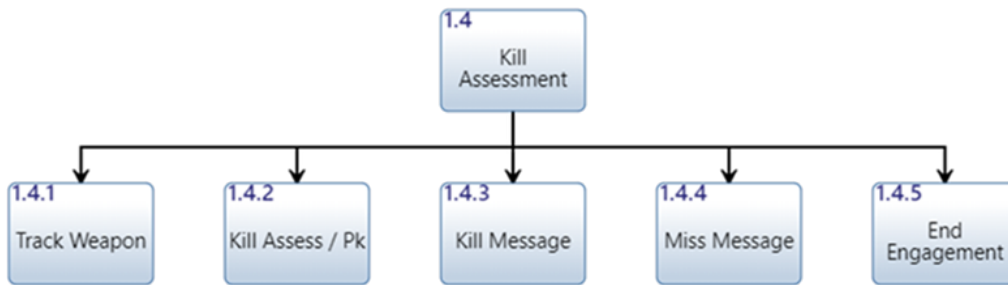 1.4
Kill
Assessment
1.4.1
Track Weapon
1.4.2
Kill Assess / Pk
1.4.3
Kill Message
1.4.4
Miss Message
1.4.5
End
Engagement